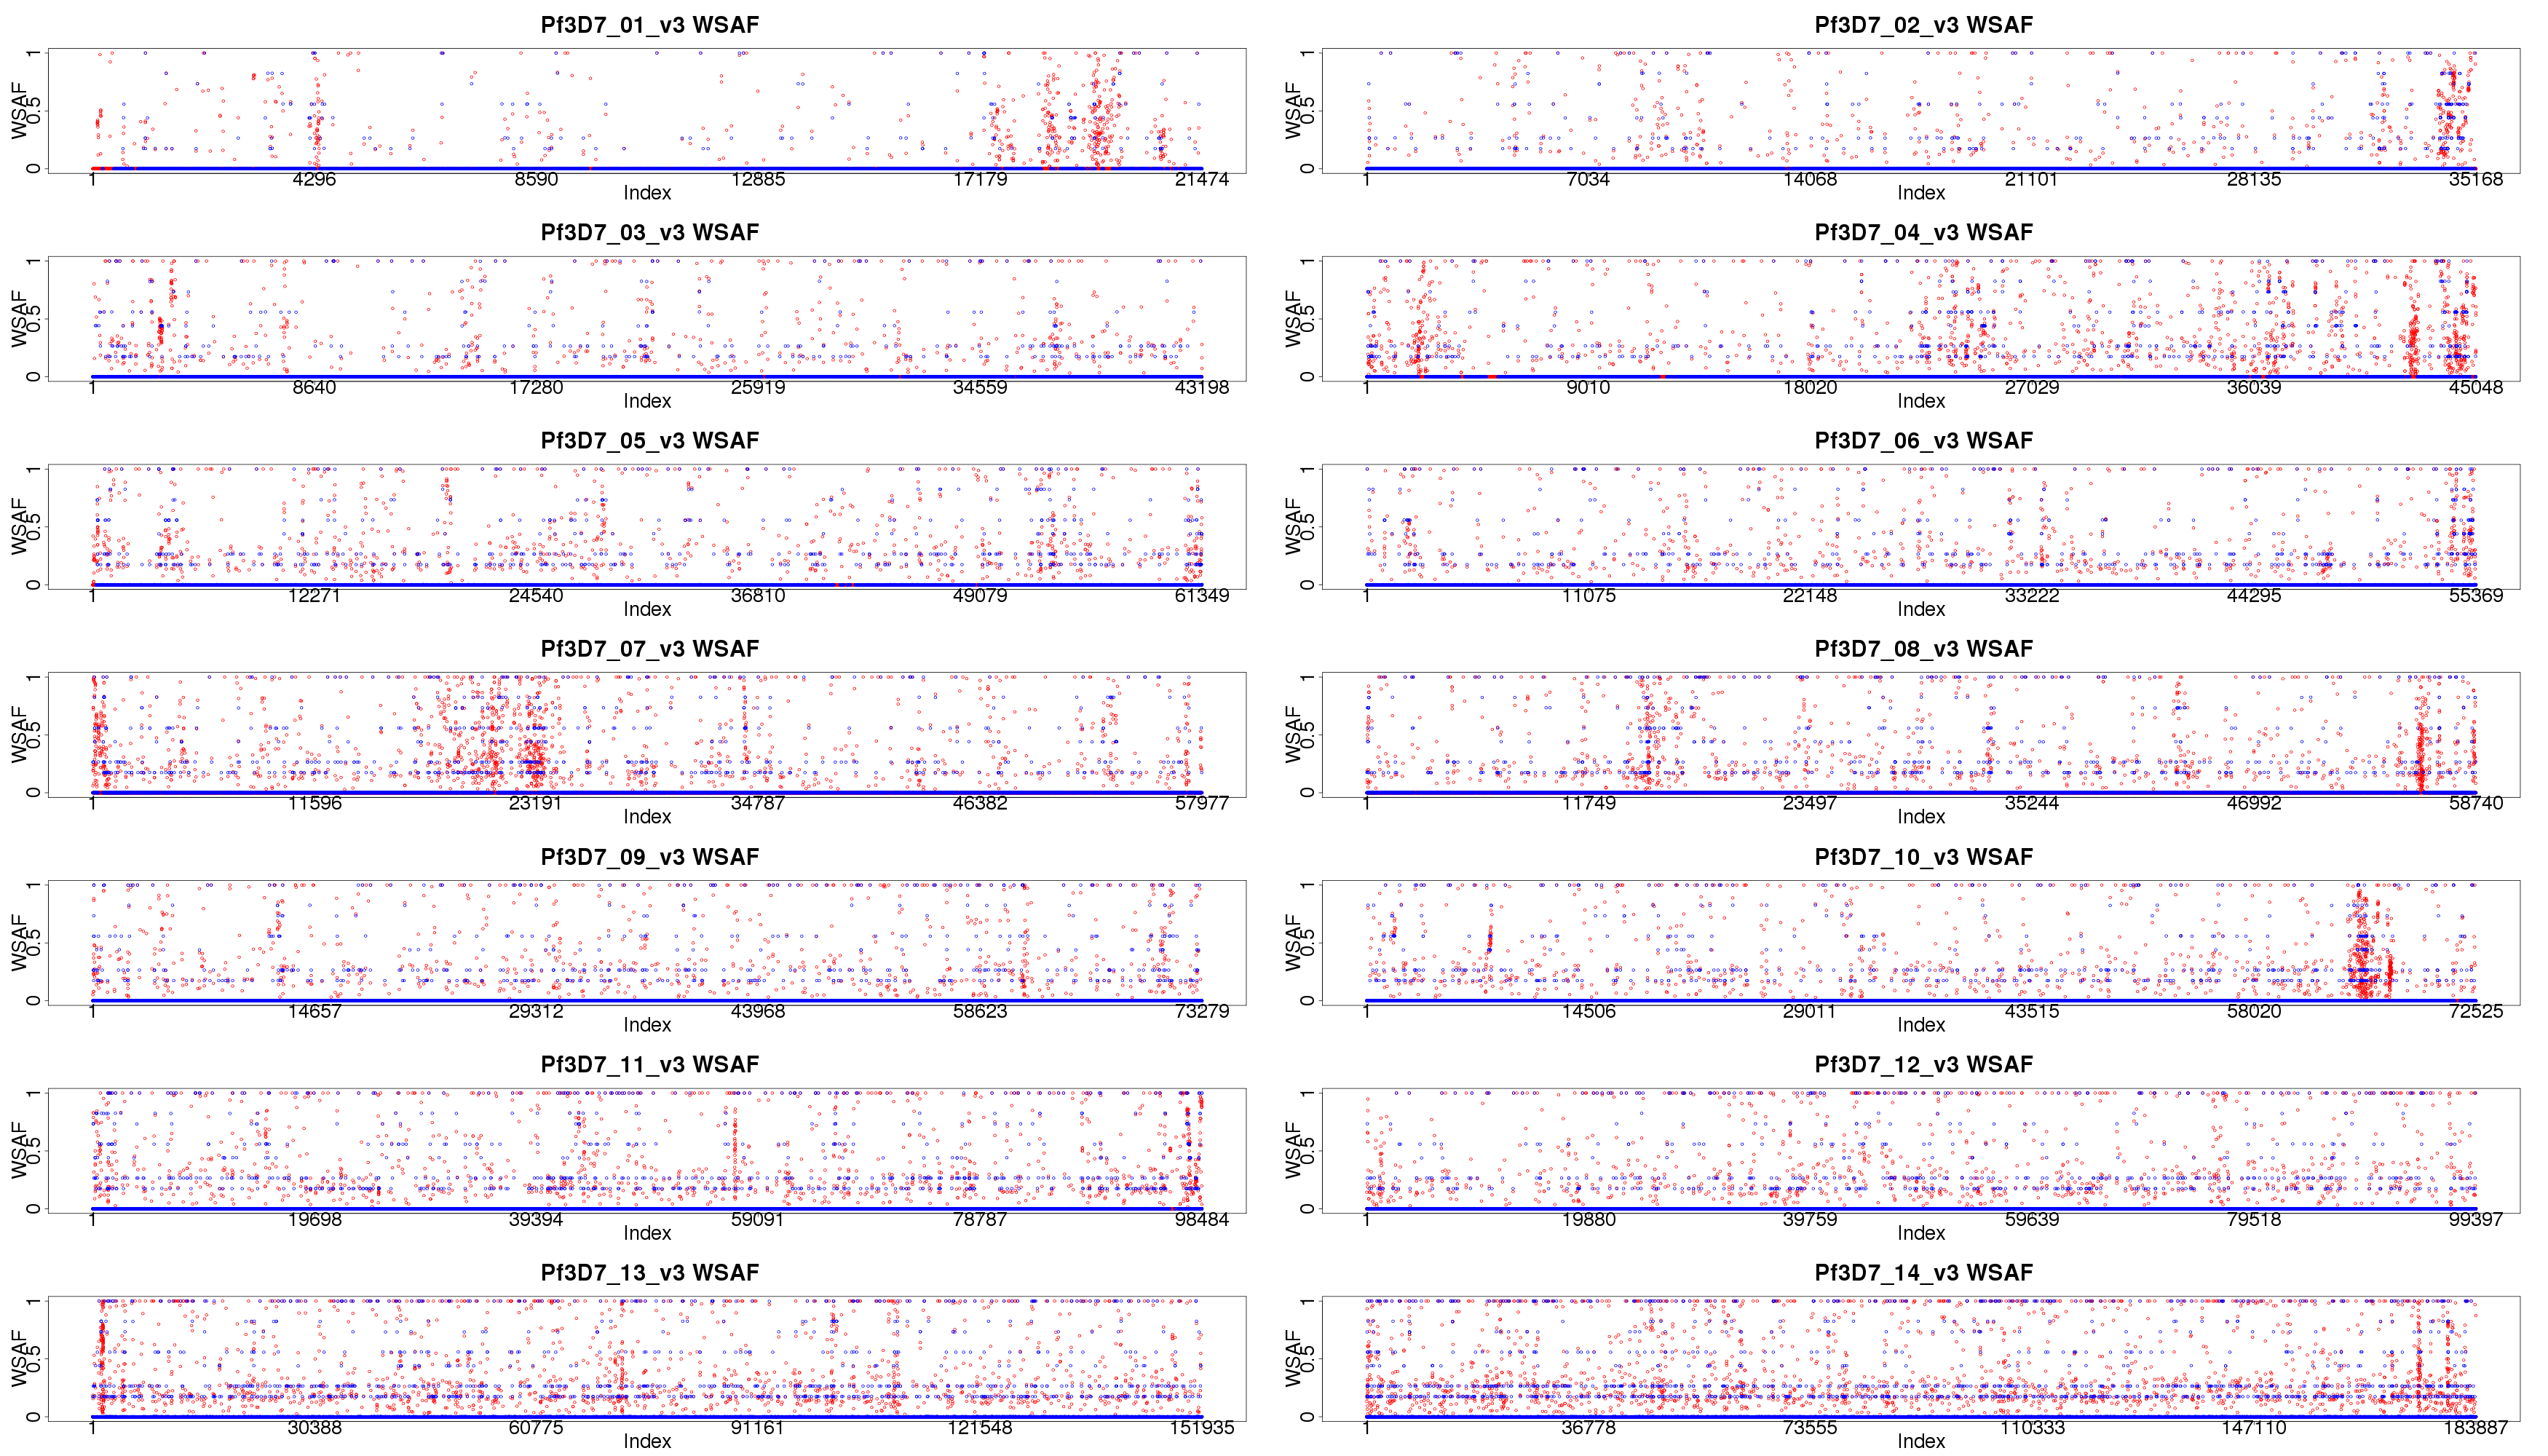 Pf3D7_01_v3 WSAF
WSAF
0 0.5 1
1 4296 8590 12885 17179 21474
Index
Pf3D7_02_v3 WSAF
WSAF
0 0.5 1
1 7034 14068 21101 28135 35168
Index
Pf3D7_03_v3 WSAF
WSAF
0 0.5 1
1 8640 17280 25919 34559 43198
Index
Pf3D7_04_v3 WSAF
WSAF
0 0.5 1
1 9010 18020 27029 36039 45048
Index
Pf3D7_05_v3 WSAF
WSAF
0 0.5 1
1 12271 24540 36810 49079 61349
Index
Pf3D7_06_v3 WSAF
WSAF
0 0.5 1
1 11075 22148 33222 44295 55369
Index
Pf3D7_07_v3 WSAF
WSAF
0 0.5 1
1 11596 23191 34787 46382 57977
Index
Pf3D7_08_v3 WSAF
WSAF
0 0.5 1
1 11749 23497 35244 46992 58740
Index
Pf3D7_09_v3 WSAF
WSAF
0 0.5 1
1 14657 29312 43968 58623 73279
Index
Pf3D7_10_v3 WSAF
WSAF
0 0.5 1
1 14506 29011 43515 58020 72525
Index
Pf3D7_11_v3 WSAF
WSAF
0 0.5 1
1 19698 39394 59091 78787 98484
Index
Pf3D7_12_v3 WSAF
WSAF
0 0.5 1
1 19880 39759 59639 79518 99397
Index
Pf3D7_13_v3 WSAF
WSAF
0 0.5 1
1 30388 60775 91161 121548 151935
Index
Pf3D7_14_v3 WSAF
WSAF
0 0.5 1
1 36778 73555 110333 147110 183887
Index